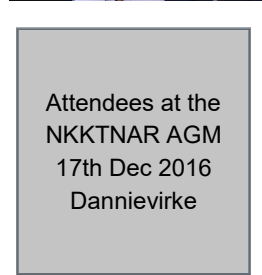 Attendees at the
NKKTNAR AGM
17th Dec 2016
Dannievirke